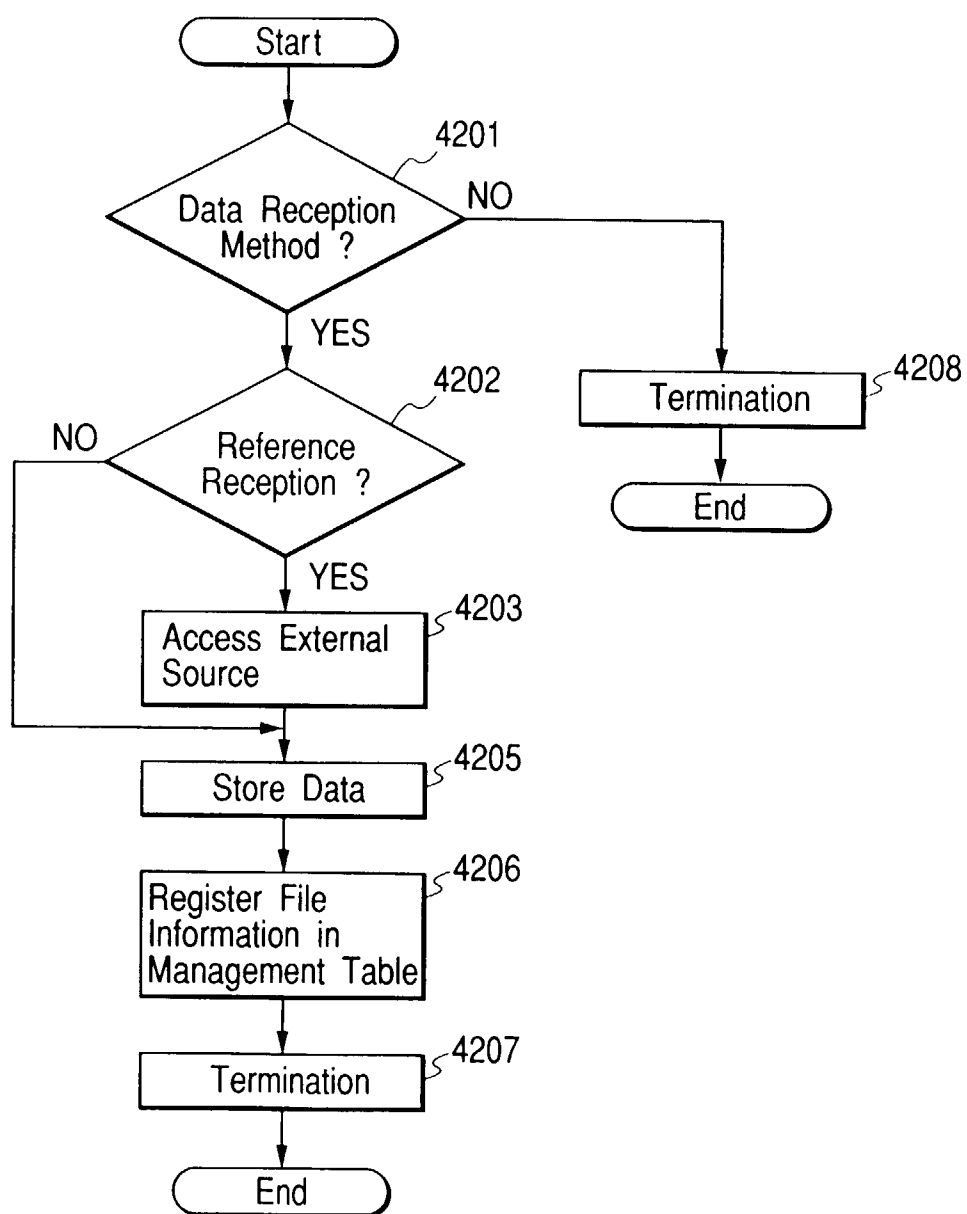 Start
4201
Data Reception
Method ?
NO
YES
4202
NO
Reference
Reception ?
YES
4208
Termination
End
4203
Access External
Source
4205
Store Data
4206
Register File
Information in
Management Table
4207
Termination
End